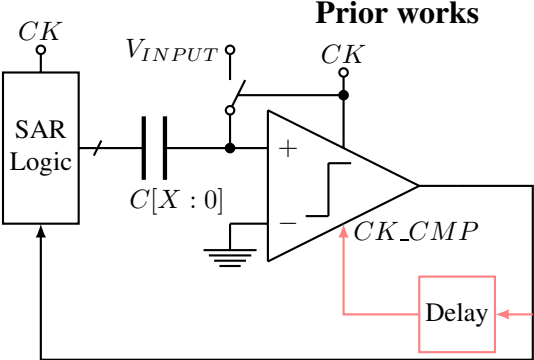 Prior works
CK
V_INPUT
CK
SAR
Logic
+
C[X : 0]
−
CK_CMP
Delay